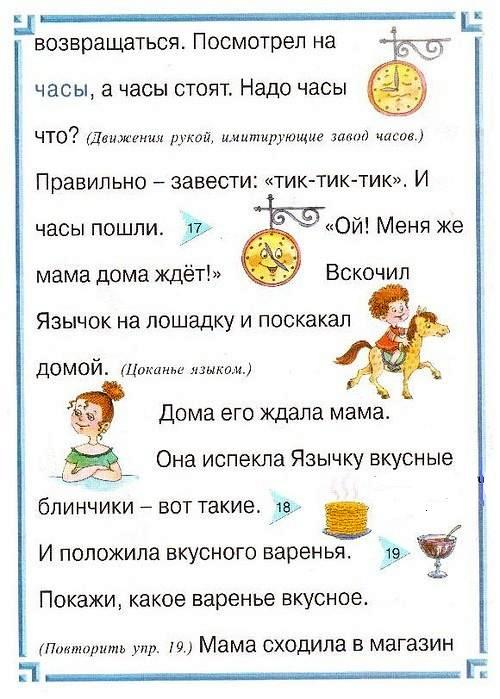 возвращаться. Посмотрел на
часы, а часы стоят. Надо часы
что? (Движения рукой, имитирующие завод часов.)
Правильно – завести: «тик-тик-тик». И
часы пошли. 17 «Ой! Меня же
мама дома ждёт!» Вскочил
Язычок на лошадку и поскакал
домой. (Цоканье языком.)
Дома его ждала мама.
Она испекла Язычку вкусные
блинчики – вот такие. 18
И положила вкусного варенья. 19
Покажи, какое варенье вкусное.
(Повторить упр. 19.) Мама сходила в магазин